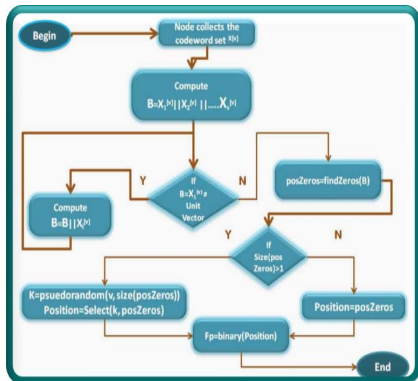 Begin
Node collects the
codeword set X[v]
Compute
B=X₁[v]||X₂[v] ||.....Xₛ[v]
Y
N
If
B=Xᵢ[v]≠
Unit
Vector
posZeros=findZeros(B)
Compute
B=B||Xᵢ[v]
Y
N
If
Size(pos
Zeros)>1
K=psuedorandom(v,size(posZeros))
Position=Select(k,posZeros)
Position=posZeros
Fp=binary(Position)
End